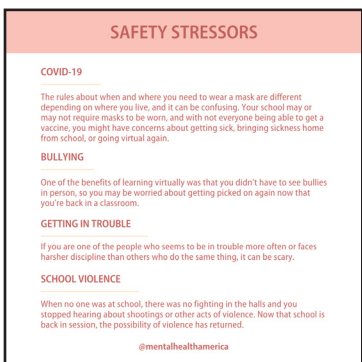 SAFETY STRESSORS
COVID-19
The rules about when and where you need to wear a mask are different
depending on where you live, and it can be confusing. Your school may or
may not require masks to be worn, and with not everyone being able to get a
vaccine, you might have concerns about getting sick, bringing sickness home
from school, or going virtual again.
BULLYING
One of the benefits of learning virtually was that you didn't have to see bullies
in person, so you may be worried about getting picked on again now that
you're back in a classroom.
GETTING IN TROUBLE
If you are one of the people who seems to be in trouble more often or faces
harsher discipline than others who do the same thing, it can be scary.
SCHOOL VIOLENCE
When no one was at school, there was no fighting in the halls and you
stopped hearing about shootings or other acts of violence. Now that school is
back in session, the possibility of violence has returned.
@mentalhealthamerica